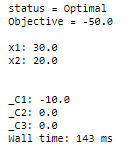 status = Optimal
Objective = -50.0
x1: 30.0
x2: 20.0
_C1: -10.0
_C2: 0.0
_C3: 0.0
Wall time: 143 ms